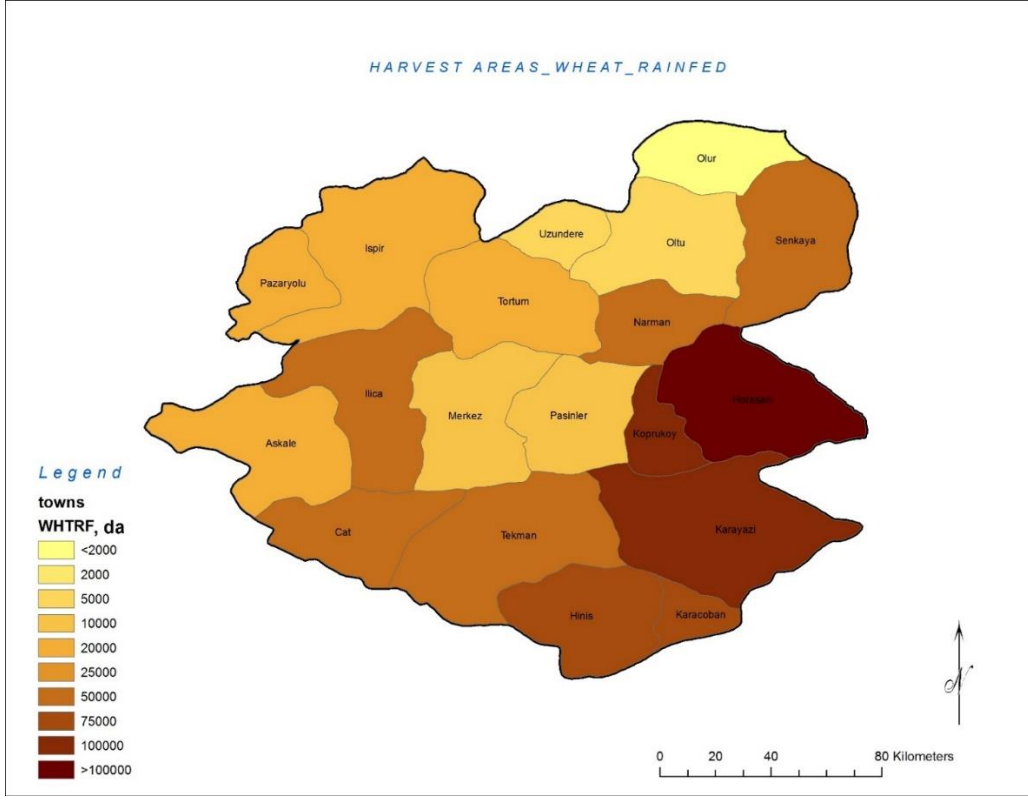 HARVEST AREAS_WHEAT_RAINFED
Olur
Uzundere
Oltu
Senkaya
Ispir
Pazaryolu
Tortum
Narman
Ilica
Merkez
Pasinler
Horasan
Koprukoy
Askale
Cat
Tekman
Karayazi
Hinis
Karacoban
Legend
towns
WHTRF, da
<2000
2000
5000
10000
20000
25000
50000
75000
100000
>100000
N
0 20 40 80 Kilometers